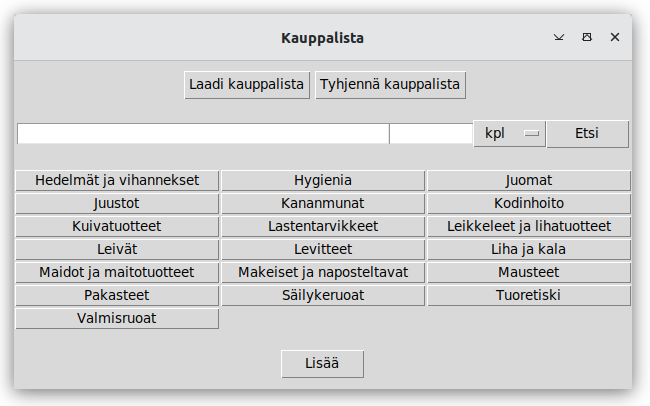 Kauppalista
Laadi kauppalista Tyhjennä kauppalista
kpl Etsi
Hedelmät ja vihannekset Hygienia Juomat
Juustot Kananmunat Kodinhoito
Kuivatuotteet Lastentarvikkeet Leikkeleet ja lihatuotteet
Leivät Levitteet Liha ja kala
Maidot ja maitotuotteet Makeiset ja naposteltavat Mausteet
Pakasteet Säilykeruoat Tuoretiski
Valmisruoat
Lisää